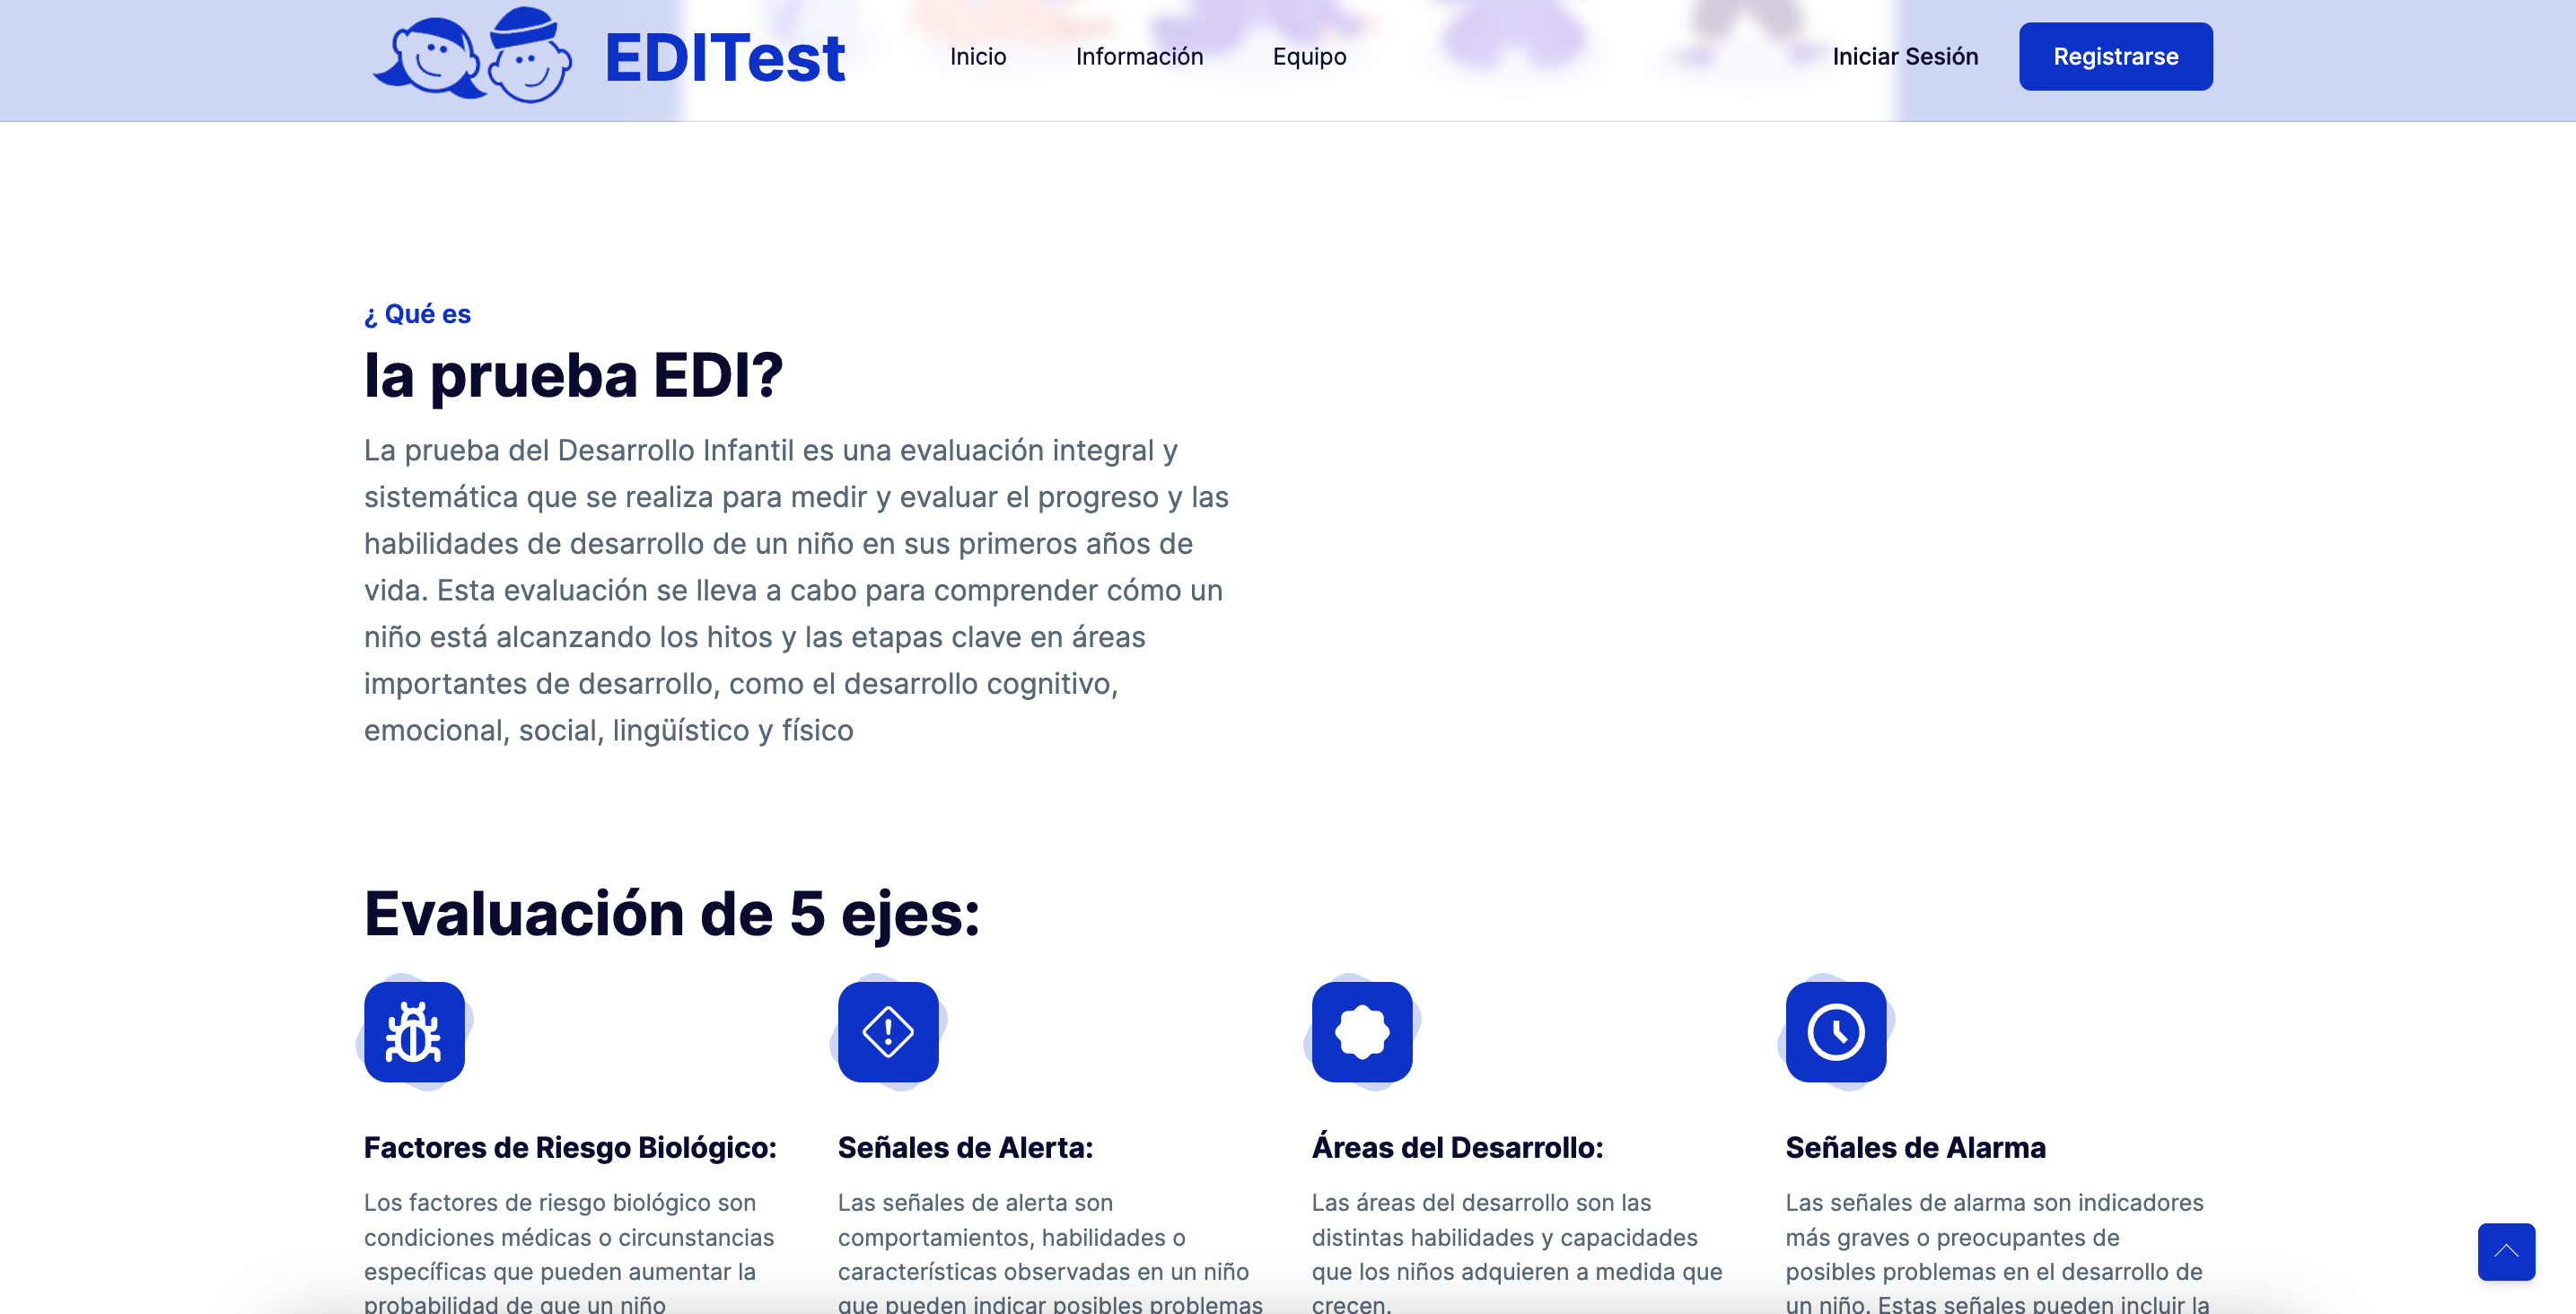 EDITest
Inicio
Información
Equipo
Iniciar Sesión
Registrarse
¿ Qué es
la prueba EDI?
La prueba del Desarrollo Infantil es una evaluación integral y
sistemática que se realiza para medir y evaluar el progreso y las
habilidades de desarrollo de un niño en sus primeros años de
vida. Esta evaluación se lleva a cabo para comprender cómo un
niño está alcanzando los hitos y las etapas clave en áreas
importantes de desarrollo, como el desarrollo cognitivo,
emocional, social, lingüístico y físico
Evaluación de 5 ejes:
Factores de Riesgo Biológico:
Los factores de riesgo biológico son
condiciones médicas o circunstancias
específicas que pueden aumentar la
probabilidad de que un niño
Señales de Alerta:
Las señales de alerta son
comportamientos, habilidades o
características observadas en un niño
que pueden indicar posibles problemas
Áreas del Desarrollo:
Las áreas del desarrollo son las
distintas habilidades y capacidades
que los niños adquieren a medida que
crecen.
Señales de Alarma
Las señales de alarma son indicadores
más graves o preocupantes de
posibles problemas en el desarrollo de
un niño. Estas señales pueden incluir la